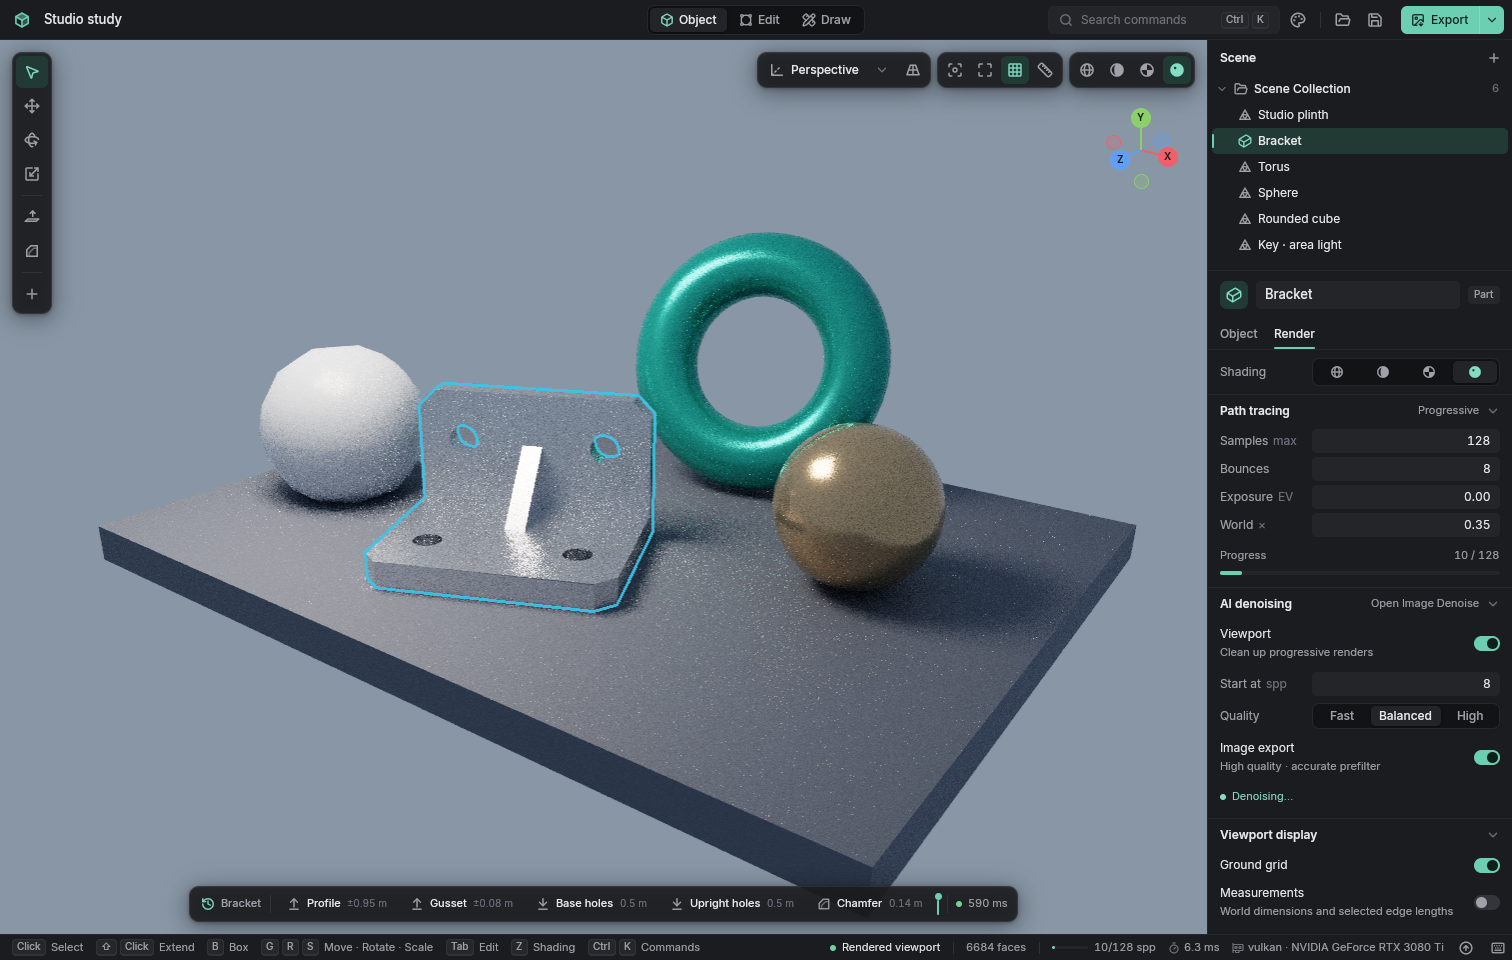 Studio study
Object
Edit
Draw
Search commands
Ctrl K
Export
Perspective
Y
Z
X
Scene
Scene Collection 6
Studio plinth
Bracket
Torus
Sphere
Rounded cube
Key · area light
Bracket
Part
Object Render
Shading
Path tracing Progressive
Samples max 128
Bounces 8
Exposure EV 0.00
World × 0.35
Progress 10 / 128
AI denoising Open Image Denoise
Viewport
Clean up progressive renders
Start at spp 8
Quality Fast Balanced High
Image export
High quality · accurate prefilter
Denoising...
Viewport display
Ground grid
Measurements
World dimensions and selected edge lengths
Bracket Profile ±0.95 m Gusset ±0.08 m Base holes 0.5 m Upright holes 0.5 m Chamfer 0.14 m 590 ms
Click Select Click Extend B Box G R S Move · Rotate · Scale Tab Edit Z Shading Ctrl K Commands Rendered viewport 6684 faces 10/128 spp 6.3 ms vulkan · NVIDIA GeForce RTX 3080 Ti